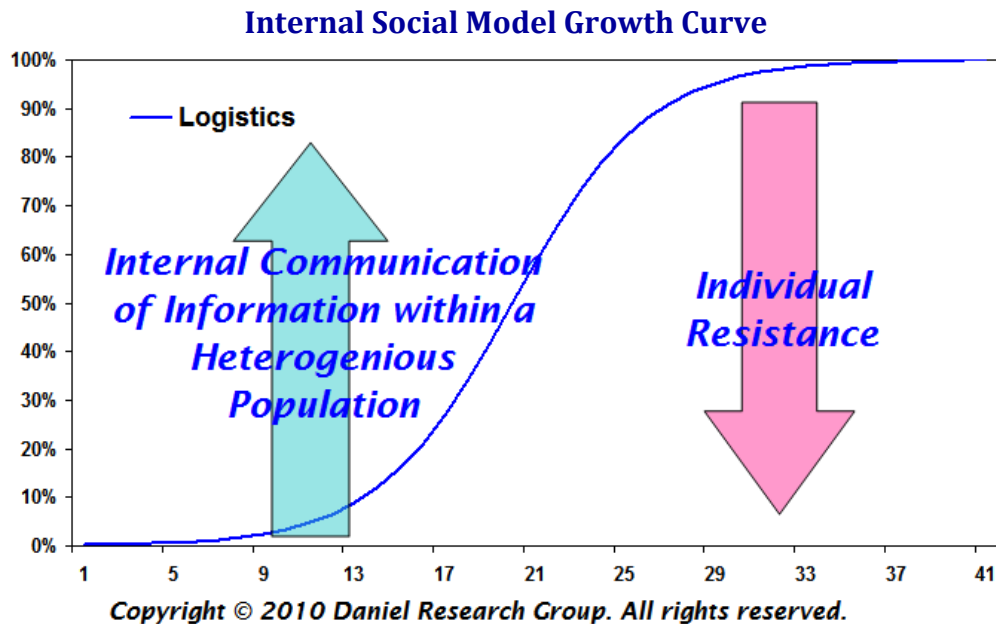 Internal Social Model Growth Curve
100%
90%
Logistics
80%
70%
60%
Internal Communication
of Information within a
Heterogenious
Population
Individual
Resistance
50%
40%
30%
20%
10%
0%
1 5 9 13 17 21 25 29 33 37 41
Copyright © 2010 Daniel Research Group. All rights reserved.